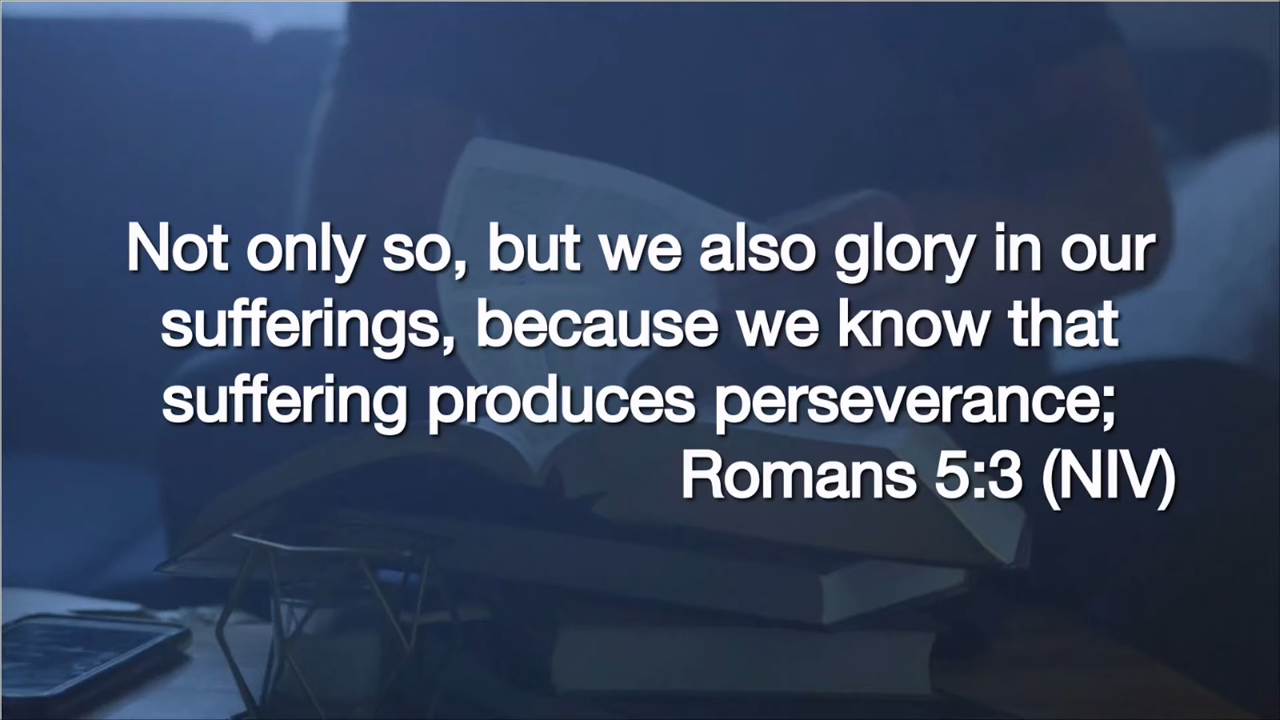 Not only so, but we also glory in our
sufferings, because we know that
suffering produces perseverance;
Romans 5:3 (NIV)